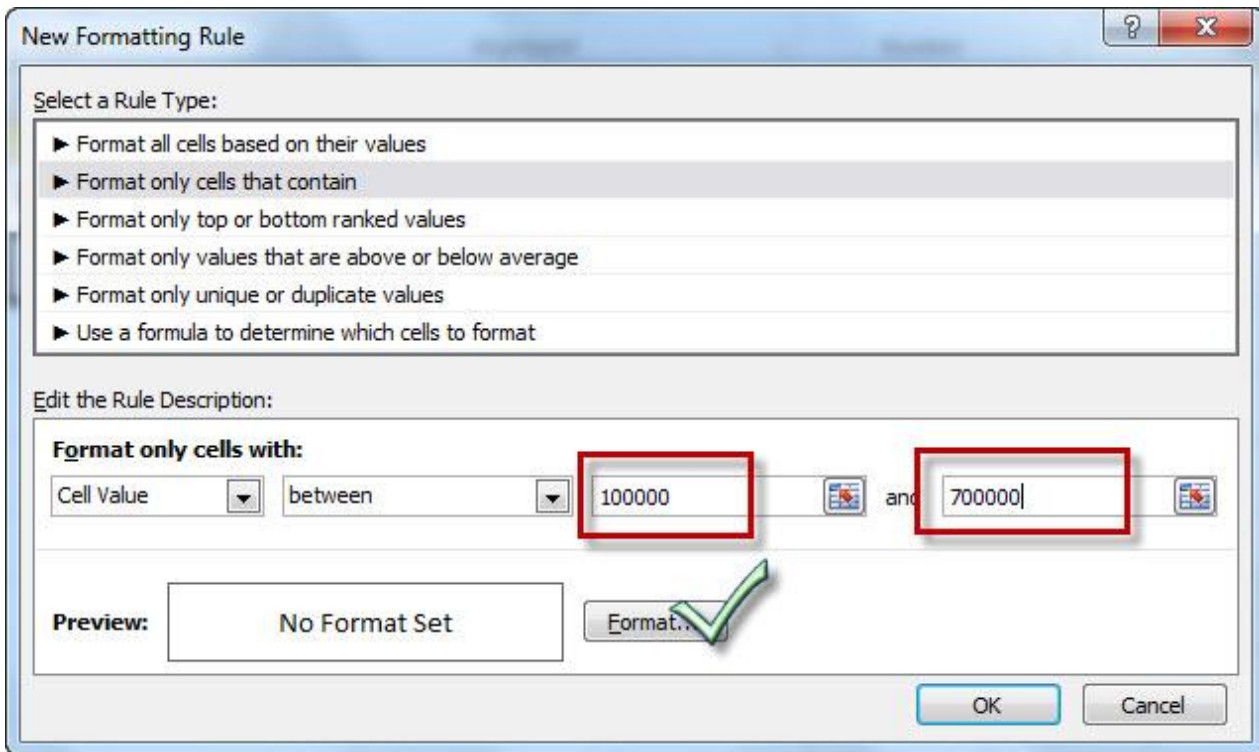 New Formatting Rule
Select a Rule Type:
► Format all cells based on their values
► Format only cells that contain
► Format only top or bottom ranked values
► Format only values that are above or below average
► Format only unique or duplicate values
► Use a formula to determine which cells to format
Edit the Rule Description:
Format only cells with:
Cell Value between 100000 and 700000
Preview: No Format Set Format...
OK Cancel